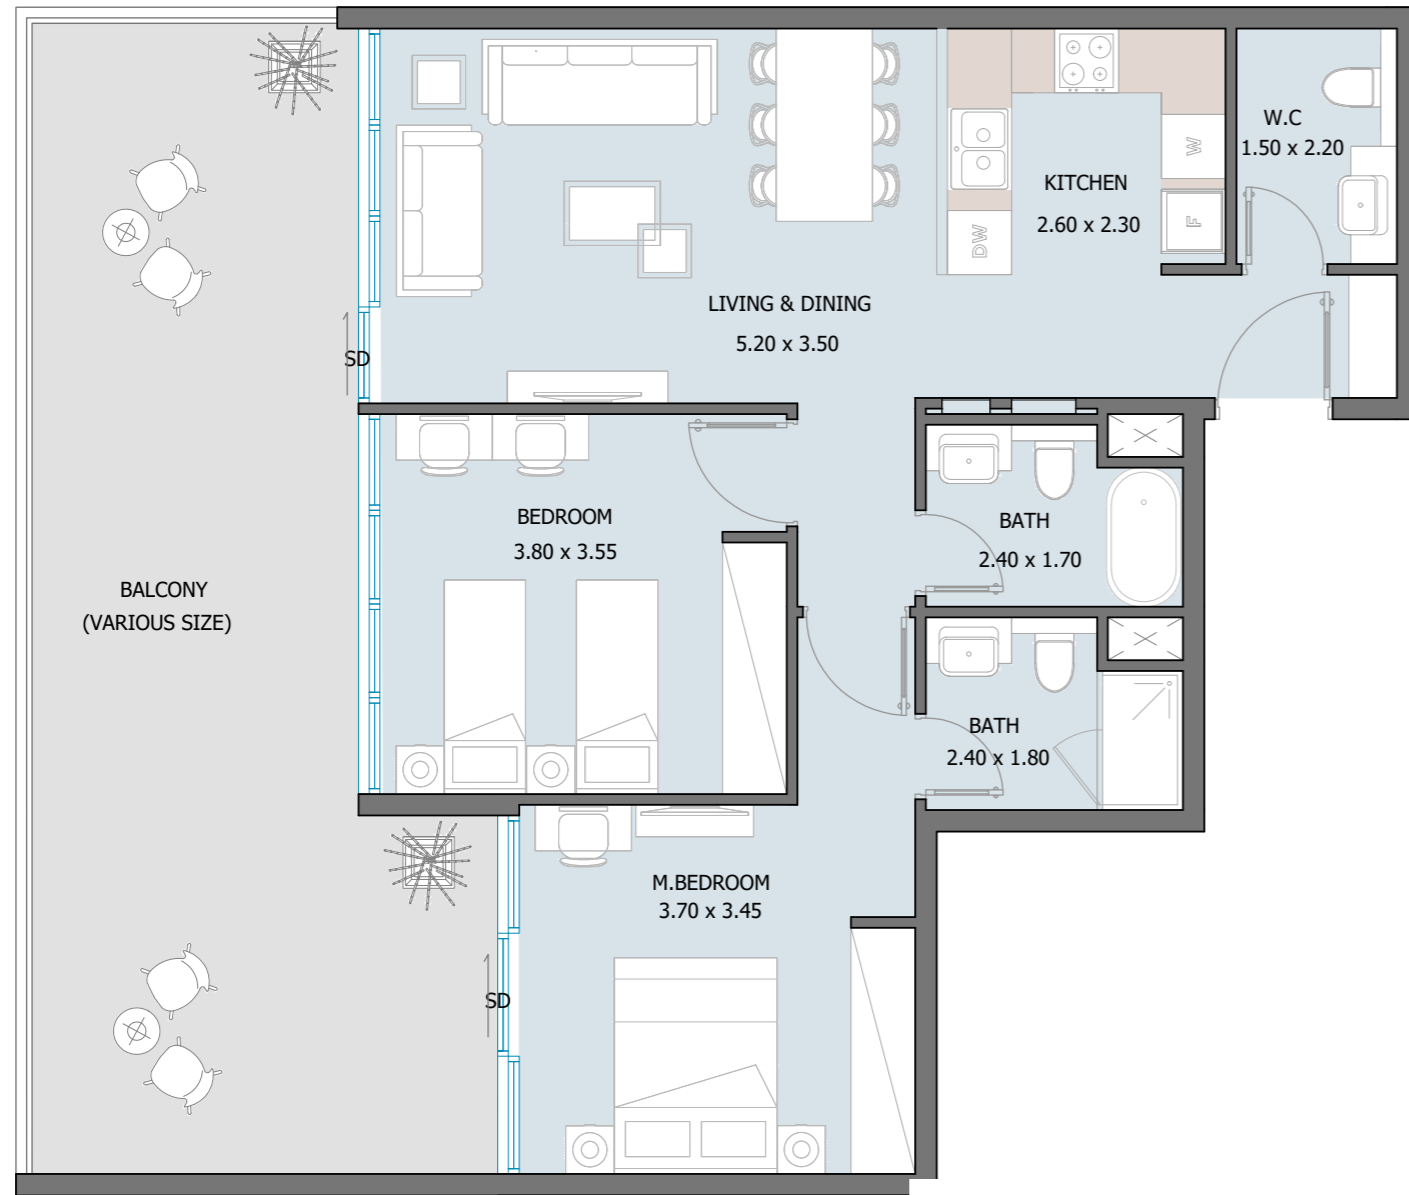 W.C
1.50 x 2.20
KITCHEN
2.60 x 2.30
W
F
DW
LIVING & DINING
5.20 x 3.50
SD
BEDROOM
3.80 x 3.55
BATH
2.40 x 1.70
BALCONY
(VARIOUS SIZE)
BATH
2.40 x 1.80
M.BEDROOM
3.70 x 3.45
SD